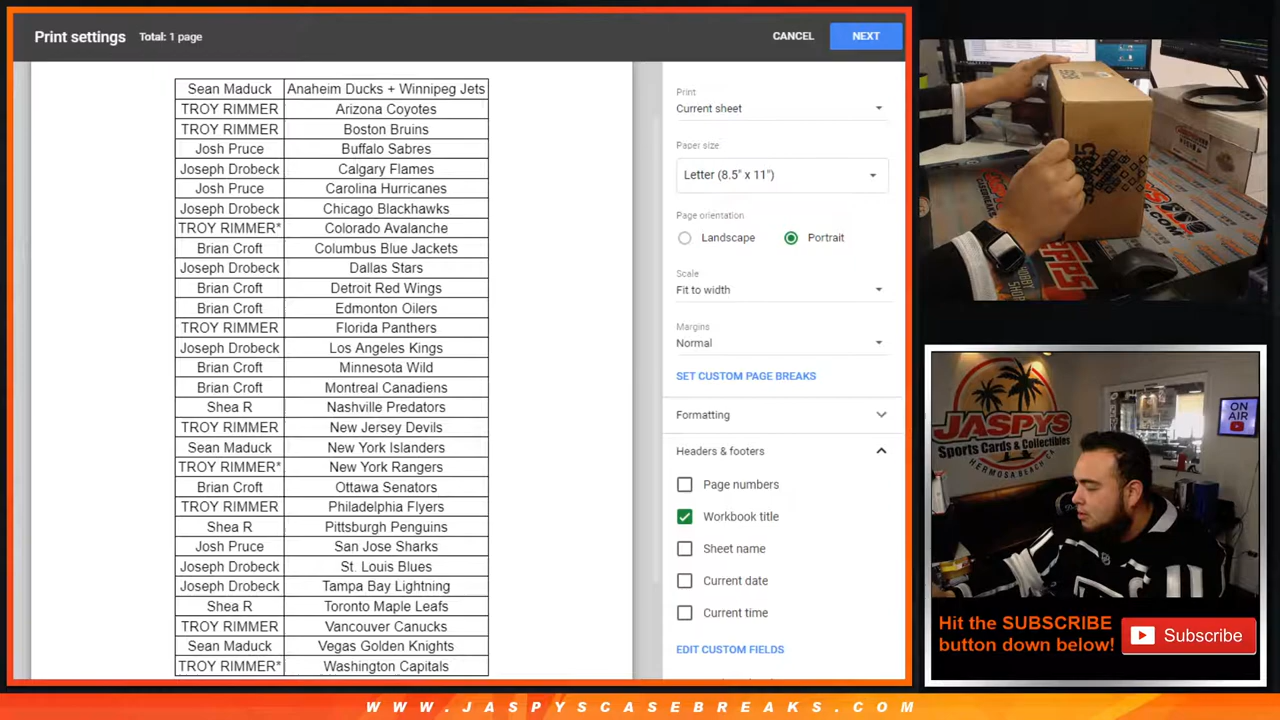 Print settings Total: 1 page CANCEL NEXT
Sean Maduck Anaheim Ducks + Winnipeg Jets
TROY RIMMER Arizona Coyotes
TROY RIMMER Boston Bruins
Josh Pruce Buffalo Sabres
Joseph Drobeck Calgary Flames
Josh Pruce Carolina Hurricanes
Joseph Drobeck Chicago Blackhawks
TROY RIMMER* Colorado Avalanche
Brian Croft Columbus Blue Jackets
Joseph Drobeck Dallas Stars
Brian Croft Detroit Red Wings
Brian Croft Edmonton Oilers
TROY RIMMER Florida Panthers
Joseph Drobeck Los Angeles Kings
Brian Croft Minnesota Wild
Brian Croft Montreal Canadiens
Shea R Nashville Predators
TROY RIMMER New Jersey Devils
Sean Maduck New York Islanders
TROY RIMMER* New York Rangers
Brian Croft Ottawa Senators
TROY RIMMER Philadelphia Flyers
Shea R Pittsburgh Penguins
Josh Pruce San Jose Sharks
Joseph Drobeck St. Louis Blues
Joseph Drobeck Tampa Bay Lightning
Shea R Toronto Maple Leafs
TROY RIMMER Vancouver Canucks
Sean Maduck Vegas Golden Knights
TROY RIMMER* Washington Capitals
Print
Current sheet
Paper size
Letter (8.5" x 11")
Page orientation
Landscape Portrait
Scale
Fit to width
Margins
Normal
SET CUSTOM PAGE BREAKS
Formatting
Headers & footers
Page numbers
Workbook title
Sheet name
Current date
Current time
EDIT CUSTOM FIELDS
JASPYS
Sports Cards & Collectibles
HERMOSA BEACH, CA
ON
AIR
Hit the SUBSCRIBE
button down below!
Subscribe
WWW.JASPYSCASEBREAKS.COM